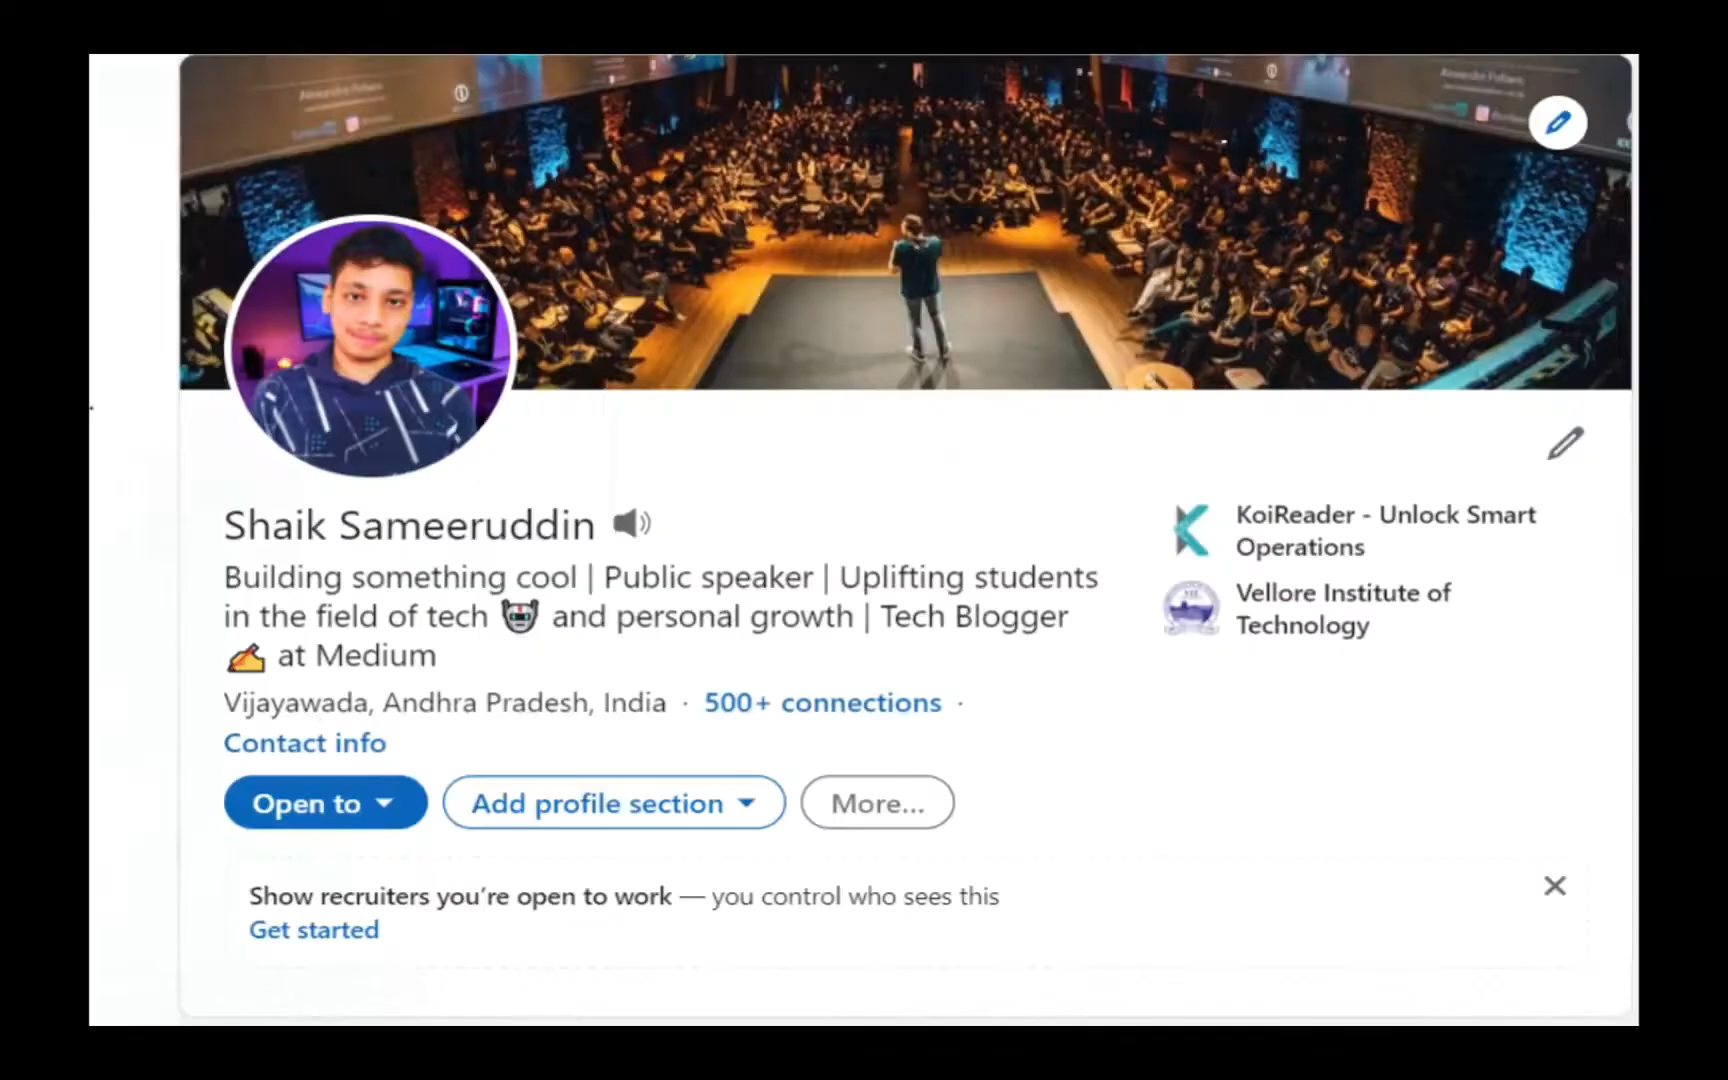 Shaik Sameeruddin
Building something cool | Public speaker | Uplifting students
in the field of tech 🤖 and personal growth | Tech Blogger
✍ at Medium
Vijayawada, Andhra Pradesh, India · 500+ connections ·
Contact info
KoiReader - Unlock Smart
Operations
Vellore Institute of
Technology
Open to
Add profile section
More...
Show recruiters you're open to work — you control who sees this
Get started